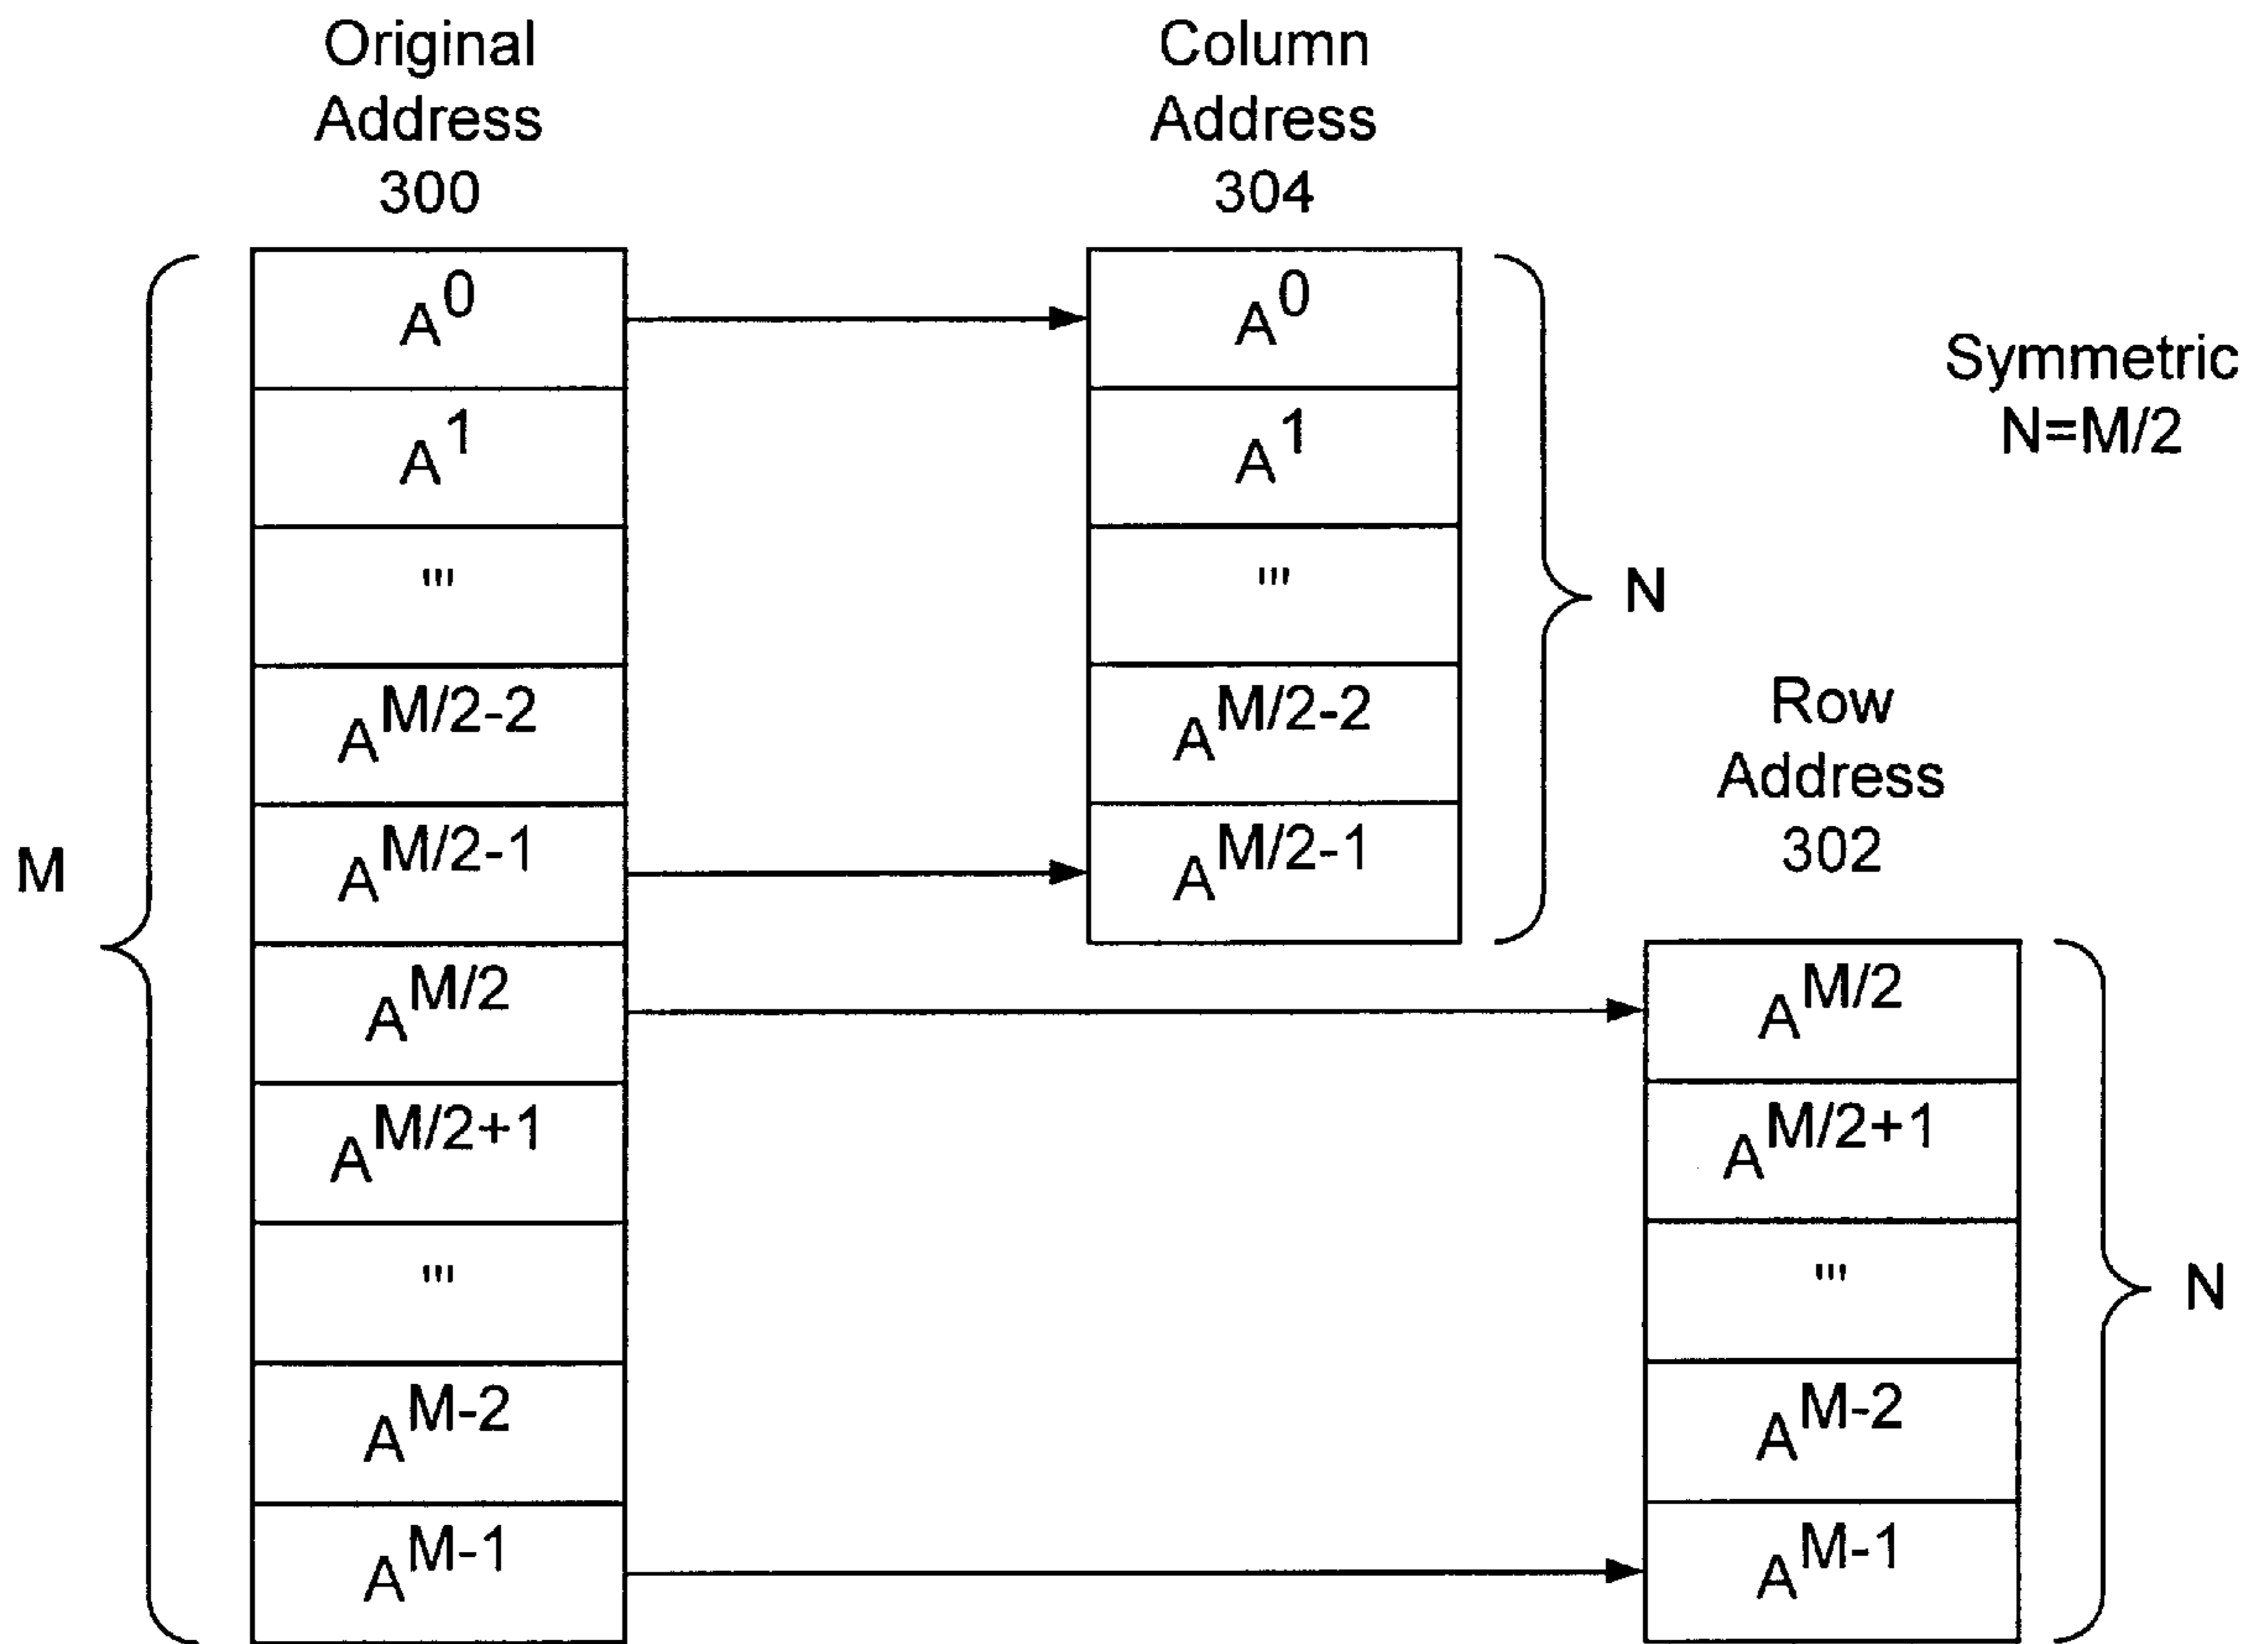 Original
Address
300
Column
Address
304
Symmetric
N=M/2
M
A^0
A^1
'''
A^M/2-2
A^M/2-1
A^M/2
A^M/2+1
'''
A^M-2
A^M-1
A^0
A^1
'''
A^M/2-2
A^M/2-1
N
Row
Address
302
A^M/2
A^M/2+1
'''
A^M-2
A^M-1
N